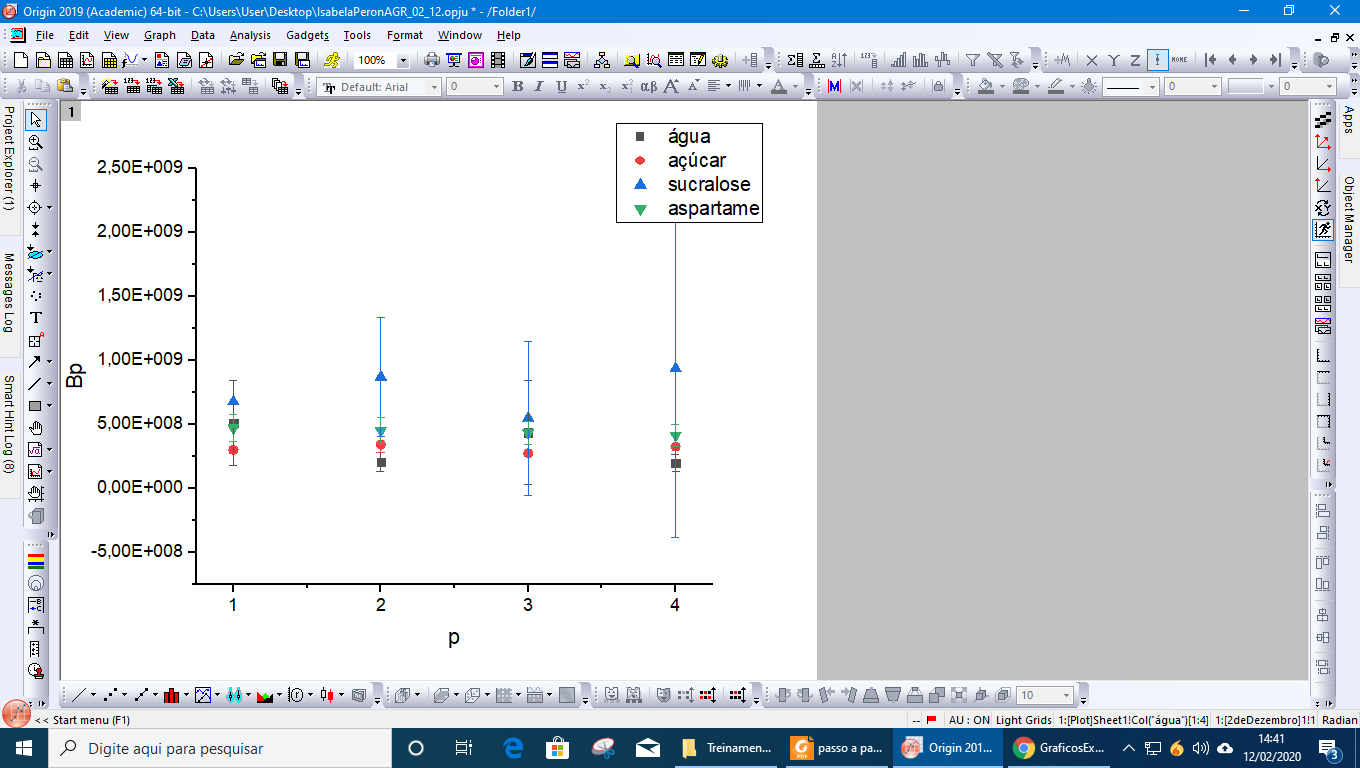 Origin 2019 (Academic) 64-bit - C:\Users\User\Desktop\IsabelaPeronAGR_02_12.opju * - /Folder1/
File Edit View Graph Data Analysis Gadgets Tools Format Window Help
100%
X Y Z HOME
Default: Arial 0 B I U x² x₂ αβ A A A M 0 0
Project Explorer (1)
Messages Log
Smart Hint Log (8)
Apps
Object Manager
1
água
açúcar
sucralose
aspartame
2,50E+009
2,00E+009
1,50E+009
1,00E+009
5,00E+008
0,00E+000
-5,00E+008
Bp
1 2 3 4
p
10
<< Start menu (F1) -- AU : ON Light Grids 1:[Plot]Sheet1!Col("água")[1:4] 1:[2deDezembro]1!1 Radian
Digite aqui para pesquisar
Treinamen...
passo a pa...
Origin 201...
GraficosEx...
14:41
12/02/2020
3